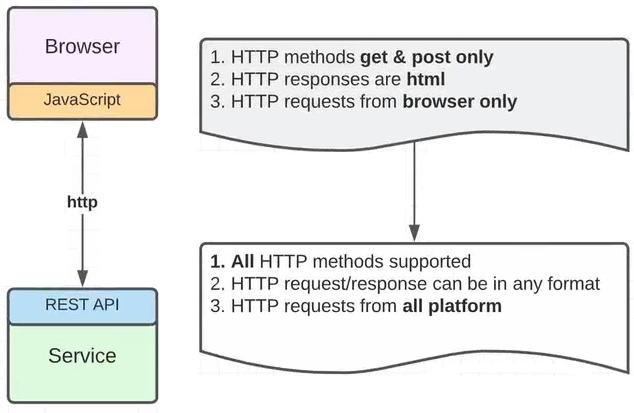 Browser
JavaScript
http
REST API
Service
1. HTTP methods get & post only
2. HTTP responses are html
3. HTTP requests from browser only
1. All HTTP methods supported
2. HTTP request/response can be in any format
3. HTTP requests from all platform